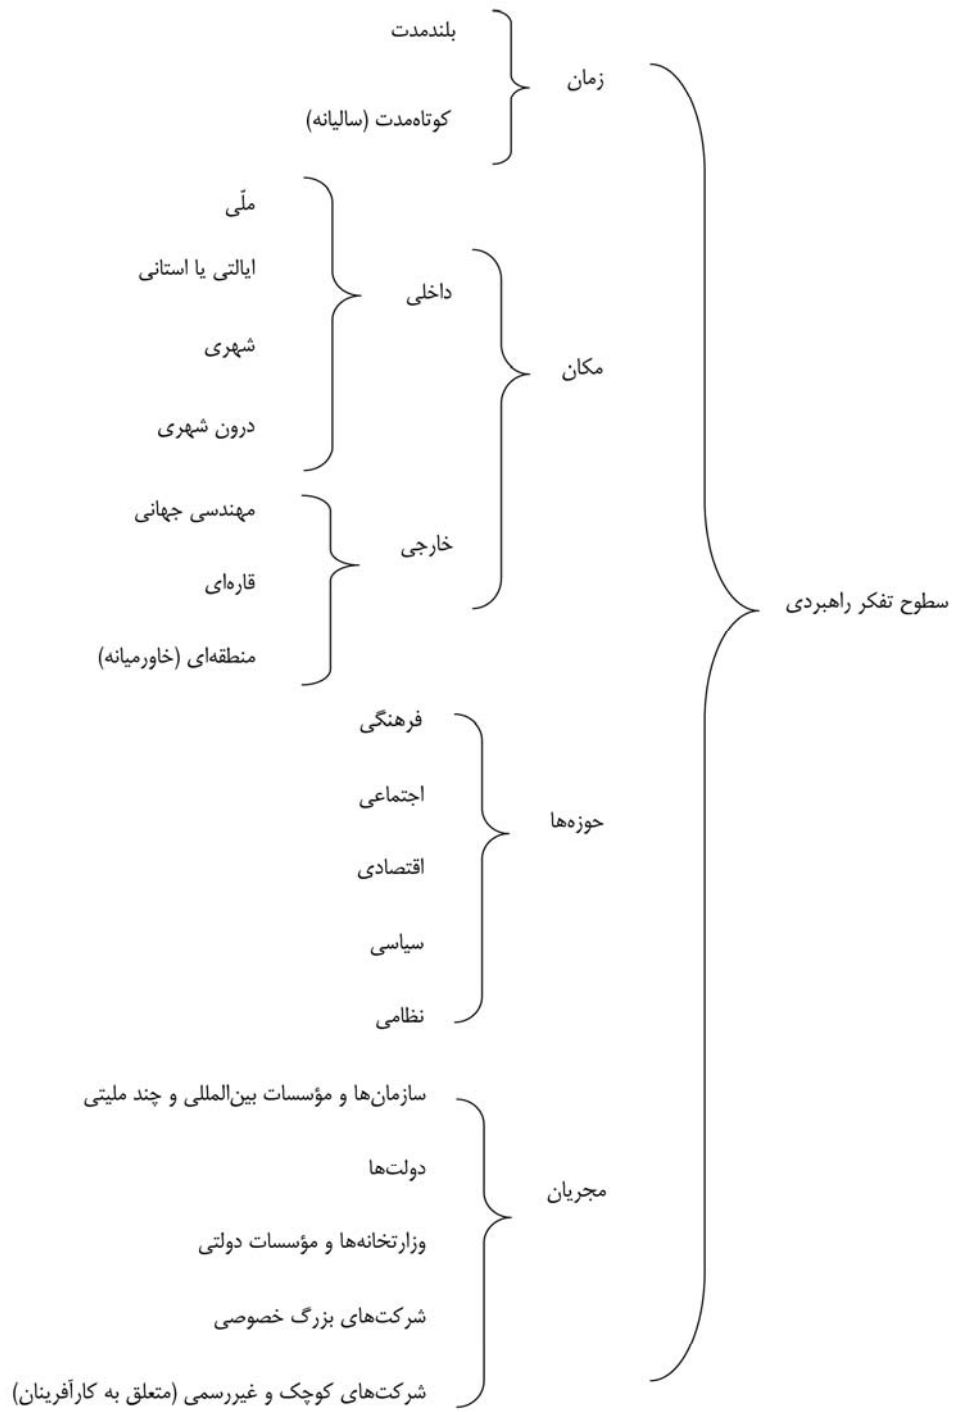 سطوح تفکر راهبردی
زمان
بلندمدت
کوتاه‌مدت (سالیانه)
مکان
داخلی
ملّی
ایالتی یا استانی
شهری
درون شهری
خارجی
مهندسی جهانی
قاره‌ای
منطقه‌ای (خاورمیانه)
حوزه‌ها
فرهنگی
اجتماعی
اقتصادی
سیاسی
نظامی
مجریان
سازمان‌ها و مؤسسات بین‌المللی و چند ملیتی
دولت‌ها
وزارتخانه‌ها و مؤسسات دولتی
شرکت‌های بزرگ خصوصی
شرکت‌های کوچک و غیررسمی (متعلق به کارآفرینان)